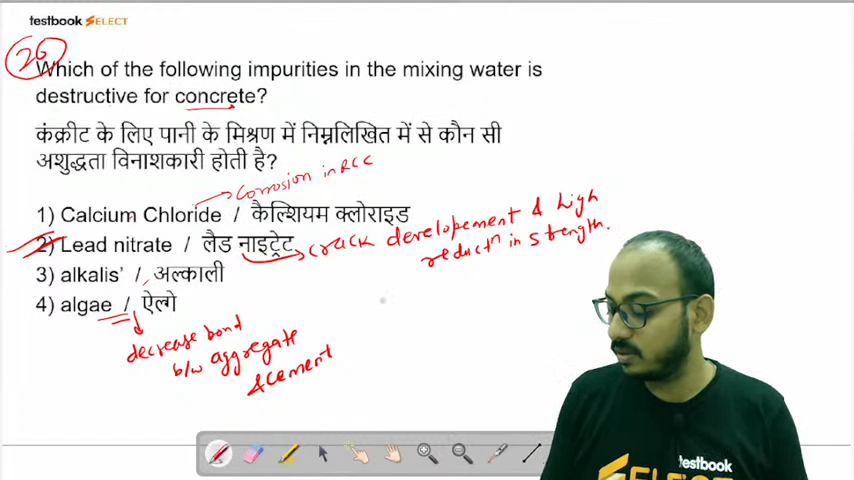 testbook SELECT
26
Which of the following impurities in the mixing water is
destructive for concrete?
कंक्रीट के लिए पानी के मिश्रण में निम्नलिखित में से कौन सी
अशुद्धता विनाशकारी होती है?
Corrosion in RCC
1) Calcium Chloride / कैल्शियम क्लोराइड
2) Lead nitrate / लैड नाइट्रेट
crack developement & high
reductn in strength.
3) alkalis’ / अल्काली
4) algae / ऐल्गे
decrease bond
b/w aggregate
& cement
testbook
SELECT